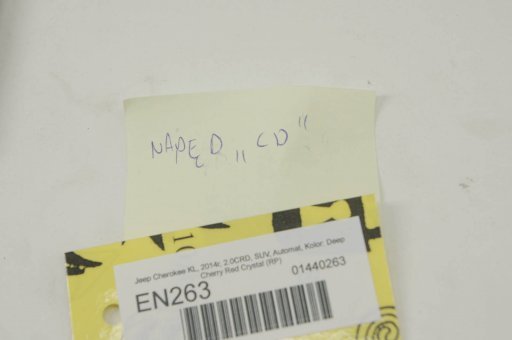 NAPĘD „CD"
Jeep Cherokee KL, 2014r, 2.0CRD, SUV, Automat, Kolor: Deep
Cherry Red Crystal (RP)
EN263
01440263